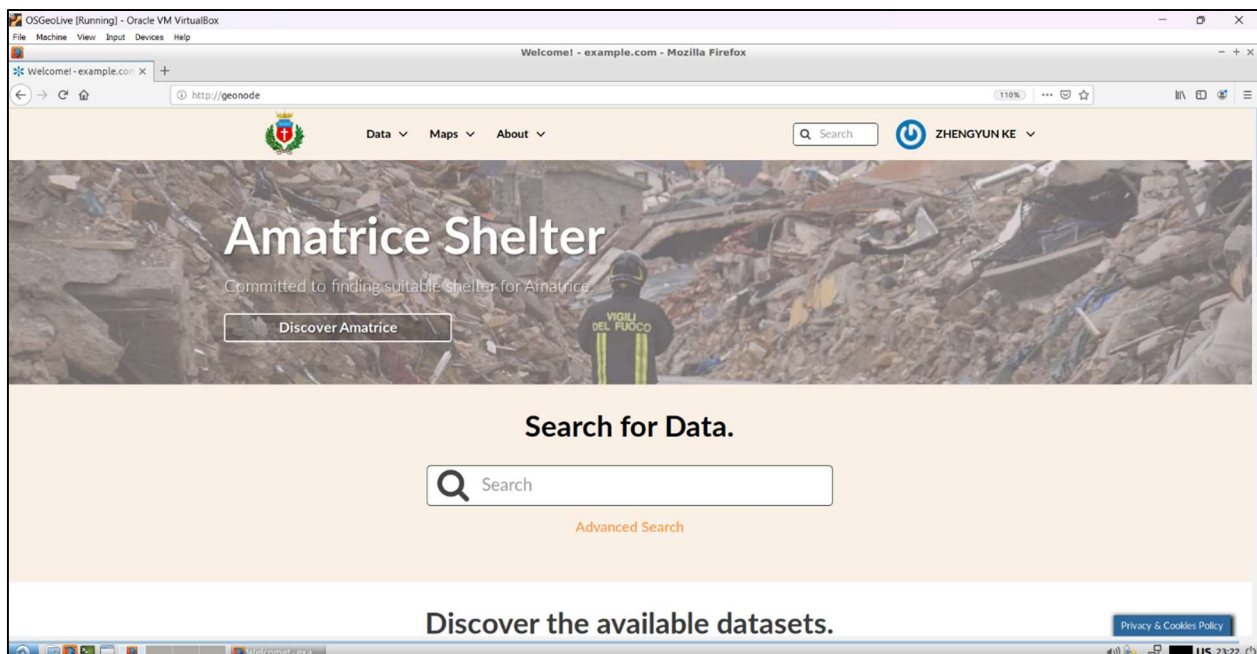 OSGeoLive [Running] - Oracle VM VirtualBox
File Machine View Input Devices Help
Welcome! - example.com - Mozilla Firefox
Welcome! - example.com
http://geonode
110%
Data Maps About Search ZHENGYUN KE
Amatrice Shelter
Committed to finding suitable shelter for Amatrice.
VIGILI
DEL FUOCO
Discover Amatrice
Search for Data.
Search
Advanced Search
Discover the available datasets.
Privacy & Cookies Policy
Welcome! - exa...
US 23:22